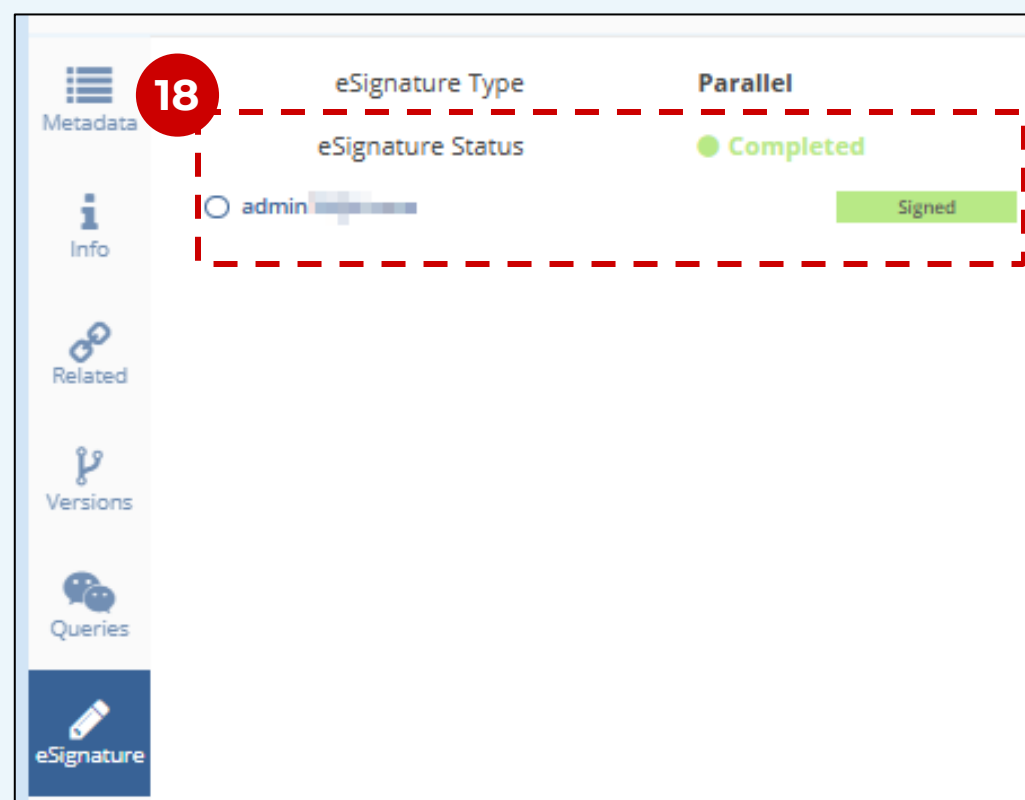 18
eSignature Type Parallel
Metadata
eSignature Status Completed
admin
Signed
Info
Related
Versions
Queries
eSignature